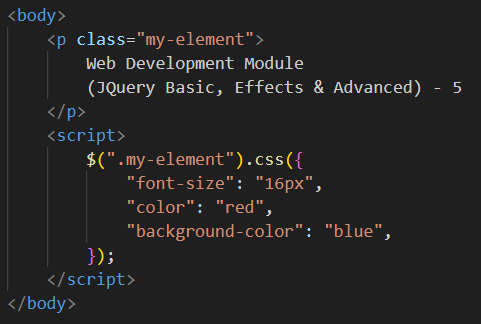 <body>
<p class="my-element">
Web Development Module
(JQuery Basic, Effects & Advanced) - 5
</p>
<script>
$(".my-element").css({
"font-size": "16px",
"color": "red",
"background-color": "blue",
});
</script>
</body>